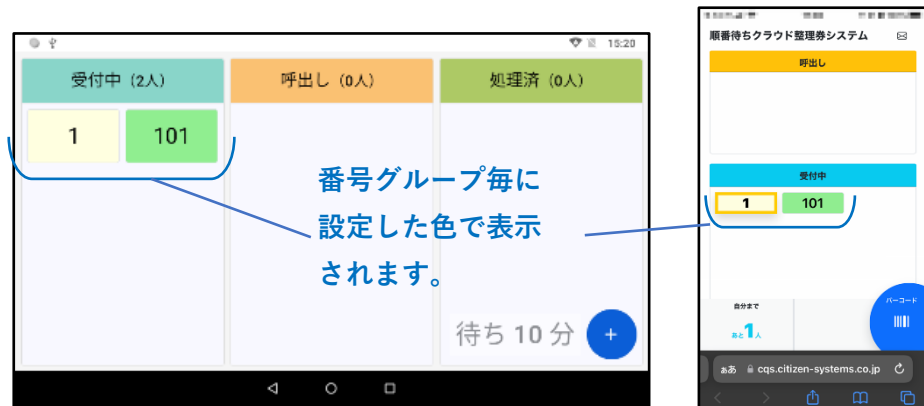 15:20
受付中（2人）
呼出し（0人）
処理済（0人）
1
101
番号グループ毎に
設定した色で表示
されます。
待ち 10 分
+
順番待ちクラウド整理券システム
呼出し
受付中
1
101
自分まで
あと1人
バーコード
ああ
cqs.citizen-systems.co.jp